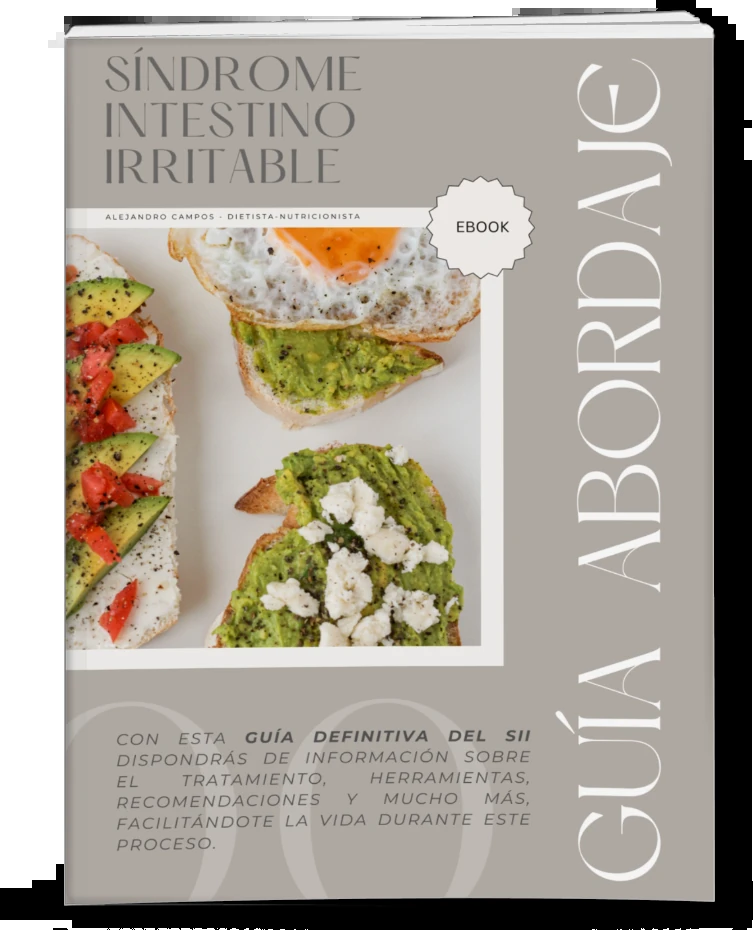 SÍNDROME
INTESTINO
IRRITABLE
ALEJANDRO CAMPOS - DIETISTA-NUTRICIONISTA
EBOOK
GUÍA ABORDAJE
CON ESTA GUÍA DEFINITIVA DEL SII
DISPONDRÁS DE INFORMACIÓN SOBRE
EL TRATAMIENTO, HERRAMIENTAS,
RECOMENDACIONES Y MUCHO MÁS,
FACILITÁNDOTE LA VIDA DURANTE ESTE
PROCESO.